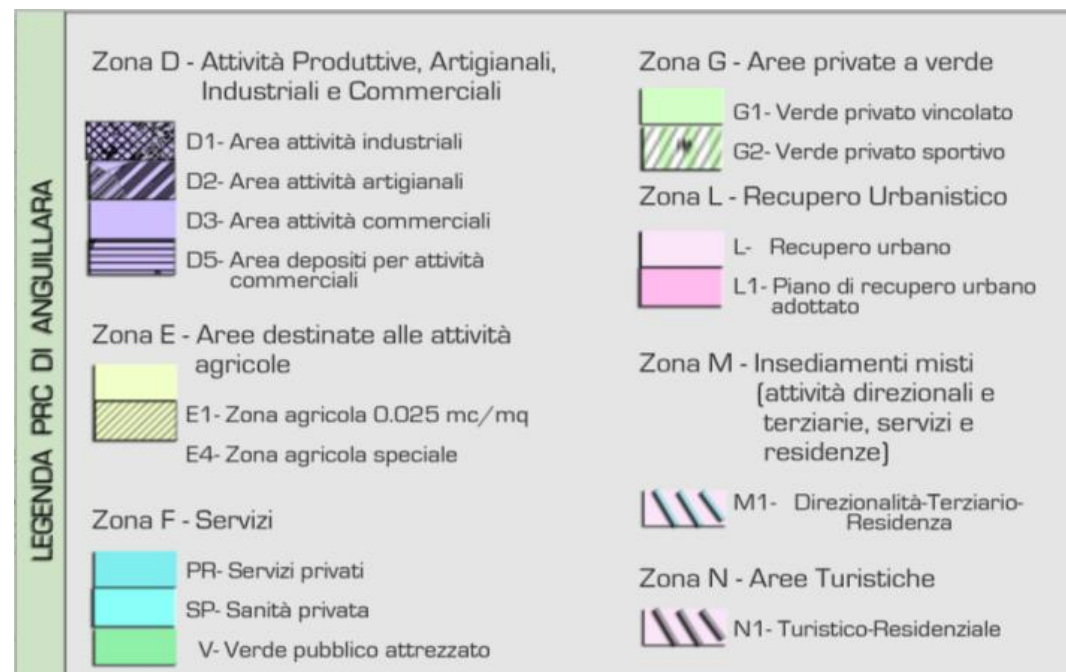 LEGENDA PRC DI ANGUILLARA
Zona D - Attività Produttive, Artigianali,
Industriali e Commerciali
D1- Area attività industriali
D2- Area attività artigianali
D3- Area attività commerciali
D5- Area depositi per attività
commerciali
Zona E - Aree destinate alle attività
agricole
E1- Zona agricola 0.025 mc/mq
E4- Zona agricola speciale
Zona F - Servizi
PR- Servizi privati
SP- Sanità privata
V- Verde pubblico attrezzato
Zona G - Aree private a verde
G1- Verde privato vincolato
G2- Verde privato sportivo
Zona L - Recupero Urbanistico
L- Recupero urbano
L1- Piano di recupero urbano
adottato
Zona M - Insediamenti misti
(attività direzionali e
terziarie, servizi e
residenze)
M1- Direzionalità-Terziario-
Residenza
Zona N - Aree Turistiche
N1- Turistico-Residenziale